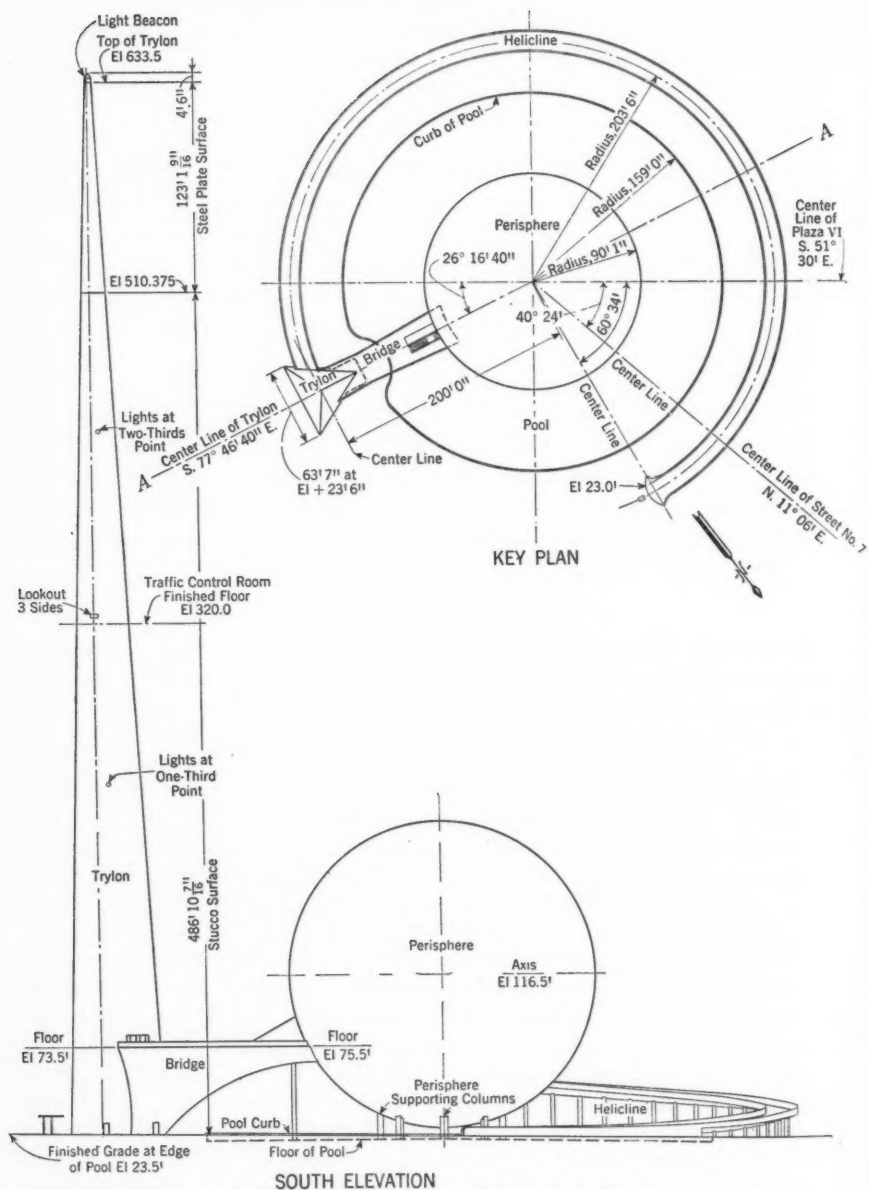 Light Beacon
Top of Trylon
El 633.5
4'6"
123' 1 9/16"
Steel Plate Surface
El 510.375
Lights at
Two-Thirds
Point
Lookout
3 Sides
Traffic Control Room
Finished Floor
El 320.0
Lights at
One-Third
Point
Trylon
486' 10 7/16"
Stucco Surface
Helicline
Curb of Pool
Radius, 203' 6"
Radius, 159' 0"
A
Perisphere
Radius, 90' 1"
Center
Line of
Plaza VI
S. 51°
30' E.
26° 16' 40"
40° 24'
60° 34'
Bridge
Trylon
200' 0"
Center Line of Trylon
S. 77° 46' 40" E.
A
63' 7" at
El + 23' 6"
Center Line
Pool
Center Line
Center Line
Center Line of Street No. 7
N. 11° 06' E.
El 23.0'
KEY PLAN
N
Perisphere
Axis
El 116.5'
Floor
El 73.5'
Floor
El 75.5'
Bridge
Perisphere
Supporting Columns
Helicline
Pool Curb
Floor of Pool
Finished Grade at Edge
of Pool El 23.5'
SOUTH ELEVATION